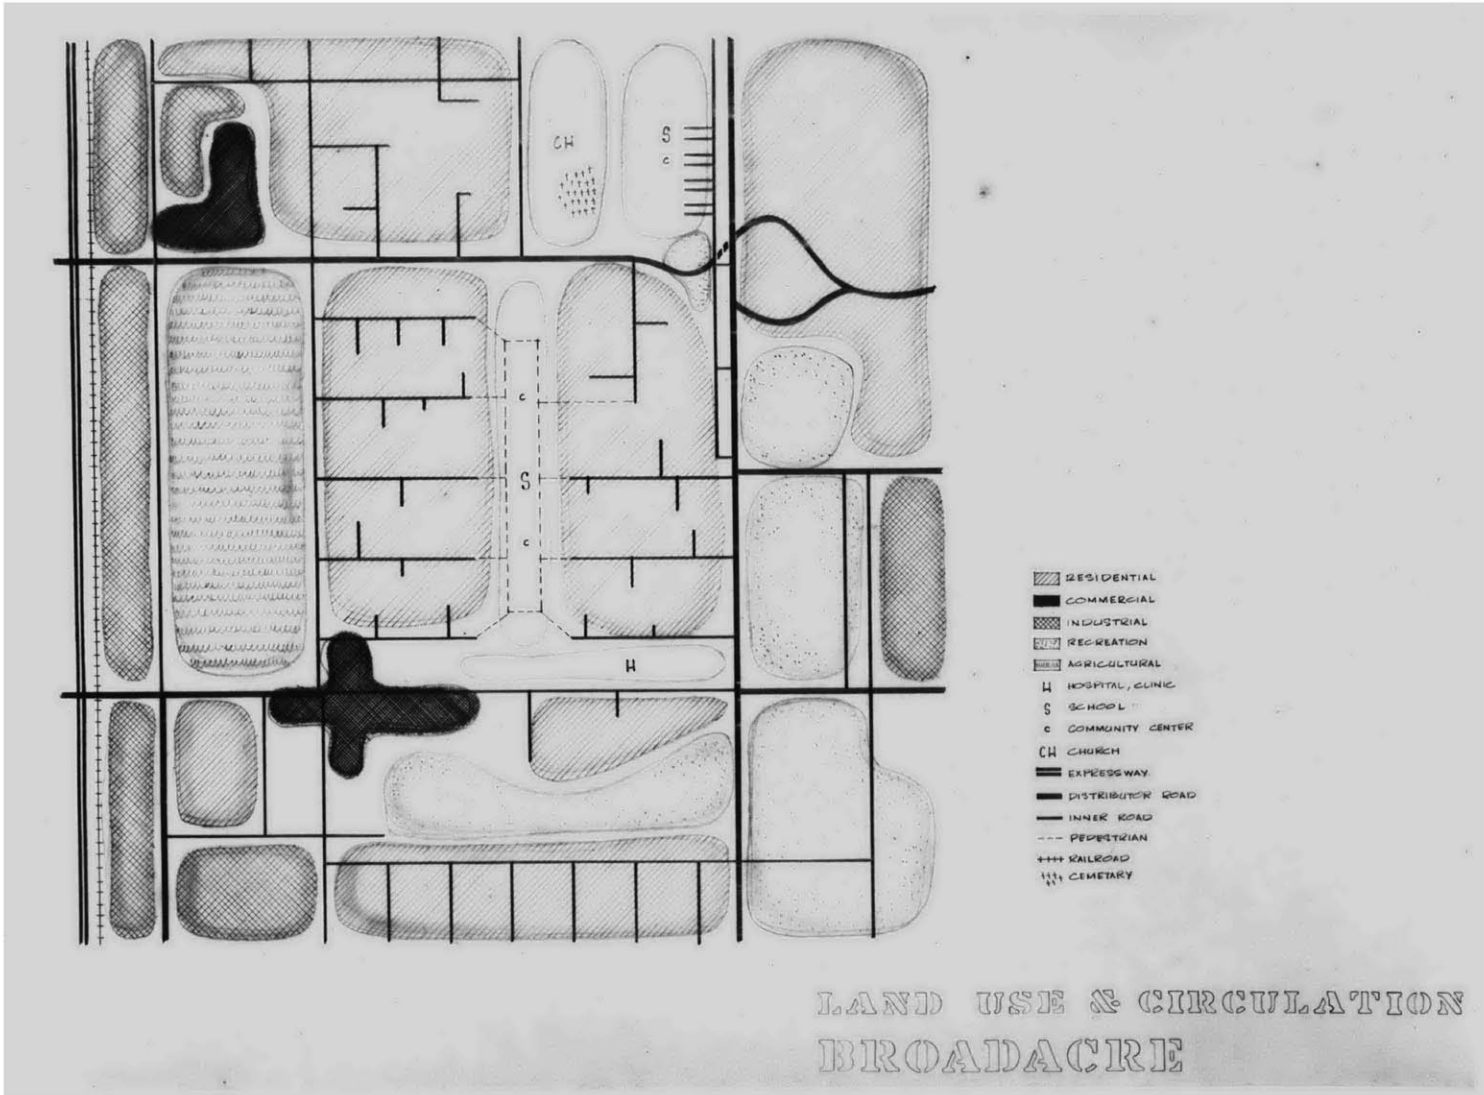 CH
S
C
C
S
C
H
RESIDENTIAL
COMMERCIAL
INDUSTRIAL
RECREATION
AGRICULTURAL
H HOSPITAL, CLINIC
S SCHOOL
C COMMUNITY CENTER
CH CHURCH
EXPRESSWAY
DISTRIBUTOR ROAD
INNER ROAD
PEDESTRIAN
RAILROAD
CEMETARY
LAND USE & CIRCULATION
BROADACRE